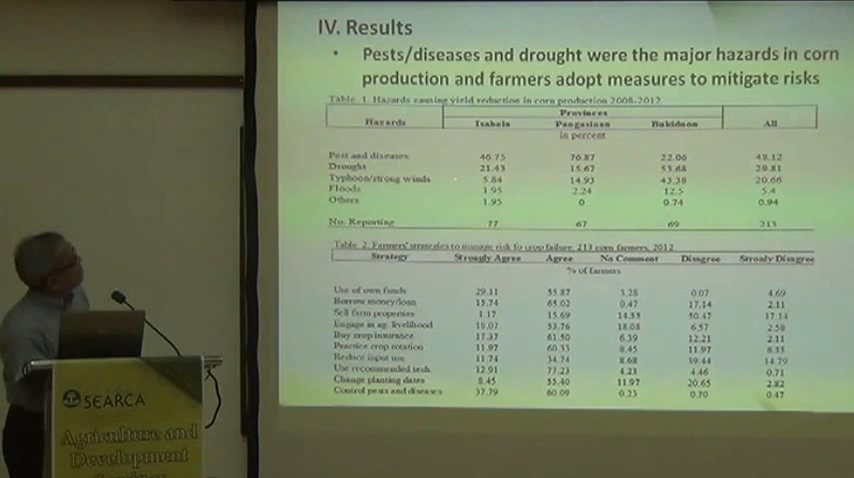 IV. Results
• Pests/diseases and drought were the major hazards in corn
production and farmers adopt measures to mitigate risks
Table 1. Hazards causing yield reduction in corn production 2008-2012
Provinces
Hazards Isabela Pangasinan Bukidnon All
in percent
Pest and diseases 46.75 76.87 22.06 48.12
Drought 21.43 15.67 53.68 29.81
Typhoon/strong winds 5.84 14.93 43.38 20.66
Floods 1.95 2.24 12.5 5.4
Others 1.95 0 0.74 0.94
No. Reporting 77 67 69 213
Table 2. Farmers' strategies to manage risk fo crop failure, 213 corn farmers, 2012
Strategy Strongly Agree Agree No Comment Disagree Stronly Disagree
% of farmers
Use of own funds 29.11 55.87 3.28 0.07 4.69
Borrow money/loan 15.74 65.02 0.47 17.14 2.11
Sell farm properties 1.17 15.69 14.55 50.47 17.14
Engage in ag. livelihood 53.76 18.08 6.57 2.58
Buy crop insurance 17.37 61.50 6.39 12.21 2.11
Practice crop rotation 11.97 60.33 8.45 11.97
Reduce input use 11.74 34.74 8.68 39.44 14.79
Use recommended tech. 12.91 77.23 4.23 4.46 0.71
Change planting dates 8.45 55.40 11.97 20.65 2.82
Control pests and diseases 37.79 60.09 0.23 0.70 0.47
SEARCA
Agriculture and
Development